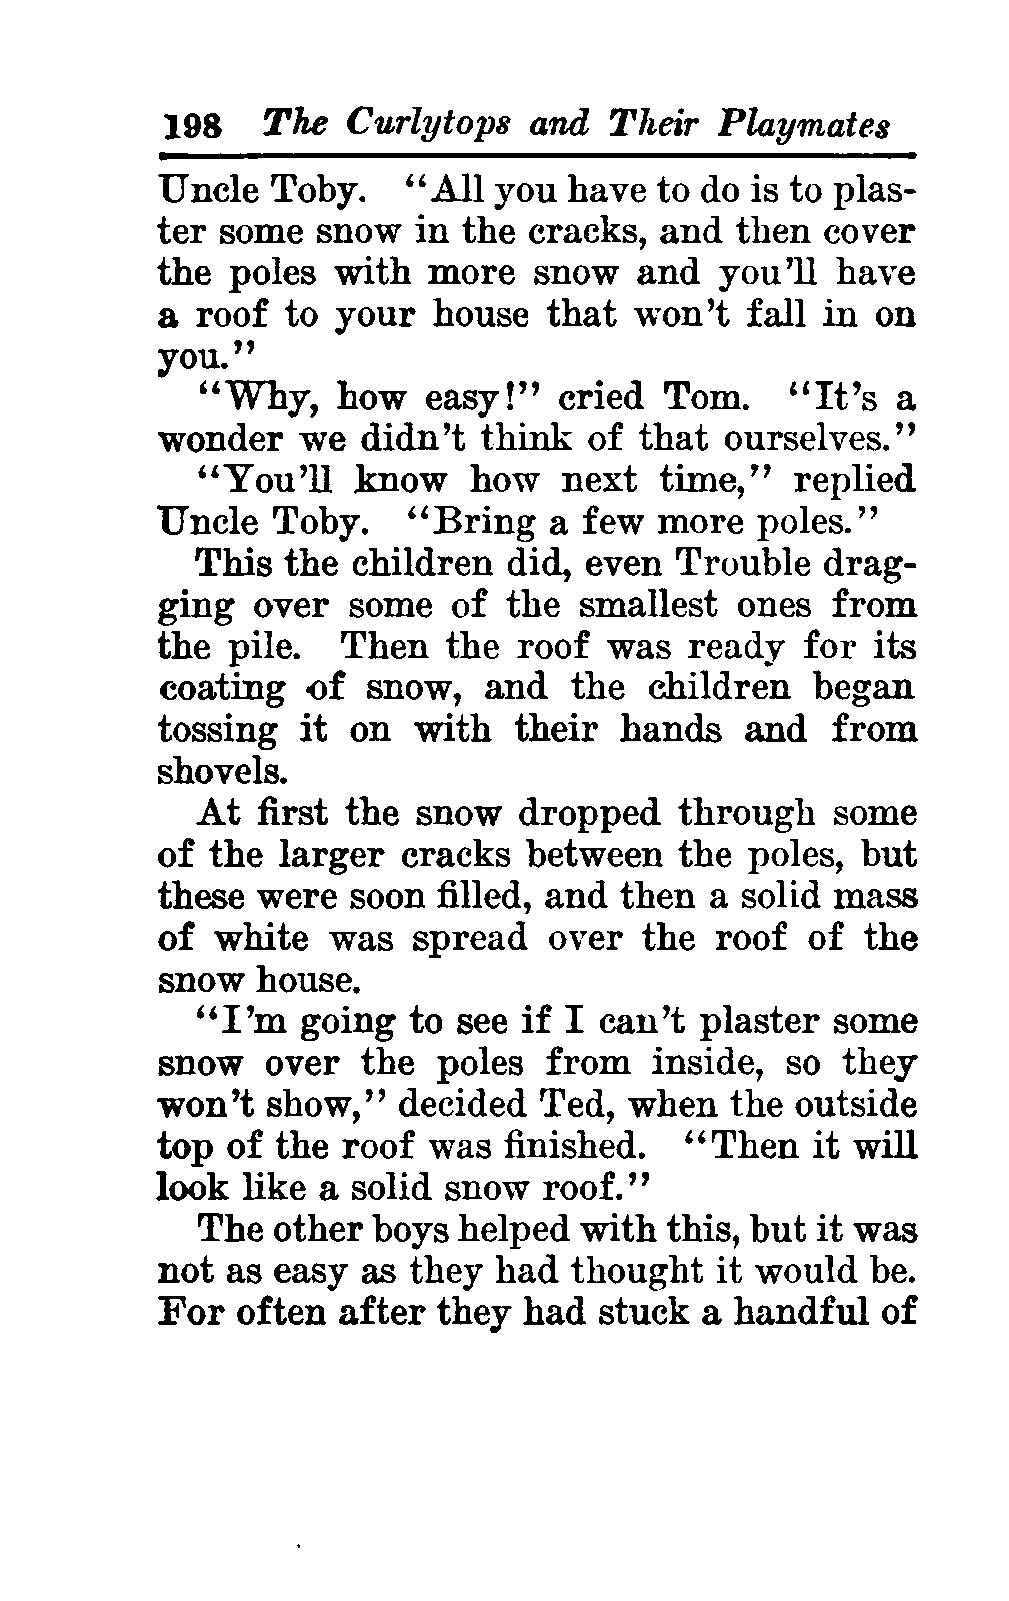 198 The Curlytops and Their Playmates
Uncle Toby. “All you have to do is to plas-
ter some snow in the cracks, and then cover
the poles with more snow and you’ll have
a roof to your house that won’t fall in on
you.”
“Why, how easy!” cried Tom. “It’s a
wonder we didn’t think of that ourselves.”
“You’ll know how next time,” replied
Uncle Toby. “Bring a few more poles.”
This the children did, even Trouble drag-
ging over some of the smallest ones from
the pile. Then the roof was ready for its
coating of snow, and the children began
tossing it on with their hands and from
shovels.
At first the snow dropped through some
of the larger cracks between the poles, but
these were soon filled, and then a solid mass
of white was spread over the roof of the
snow house.
“I’m going to see if I can’t plaster some
snow over the poles from inside, so they
won’t show,” decided Ted, when the outside
top of the roof was finished. “Then it will
look like a solid snow roof.”
The other boys helped with this, but it was
not as easy as they had thought it would be.
For often after they had stuck a handful of